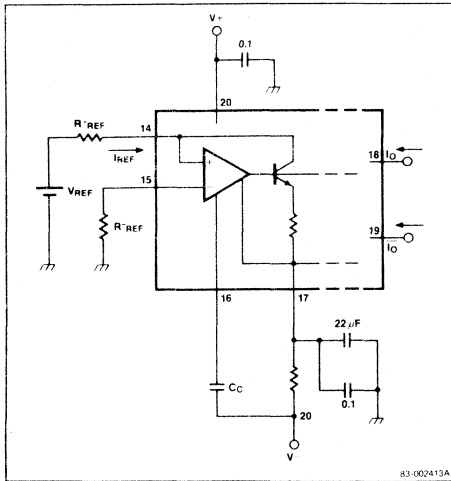 V+
0.1
20
R+REF
14
IREF
15
VREF
R-REF
+
18
IO
19
IO
16
17
22 µF
CC
0.1
20
V
83-002413A